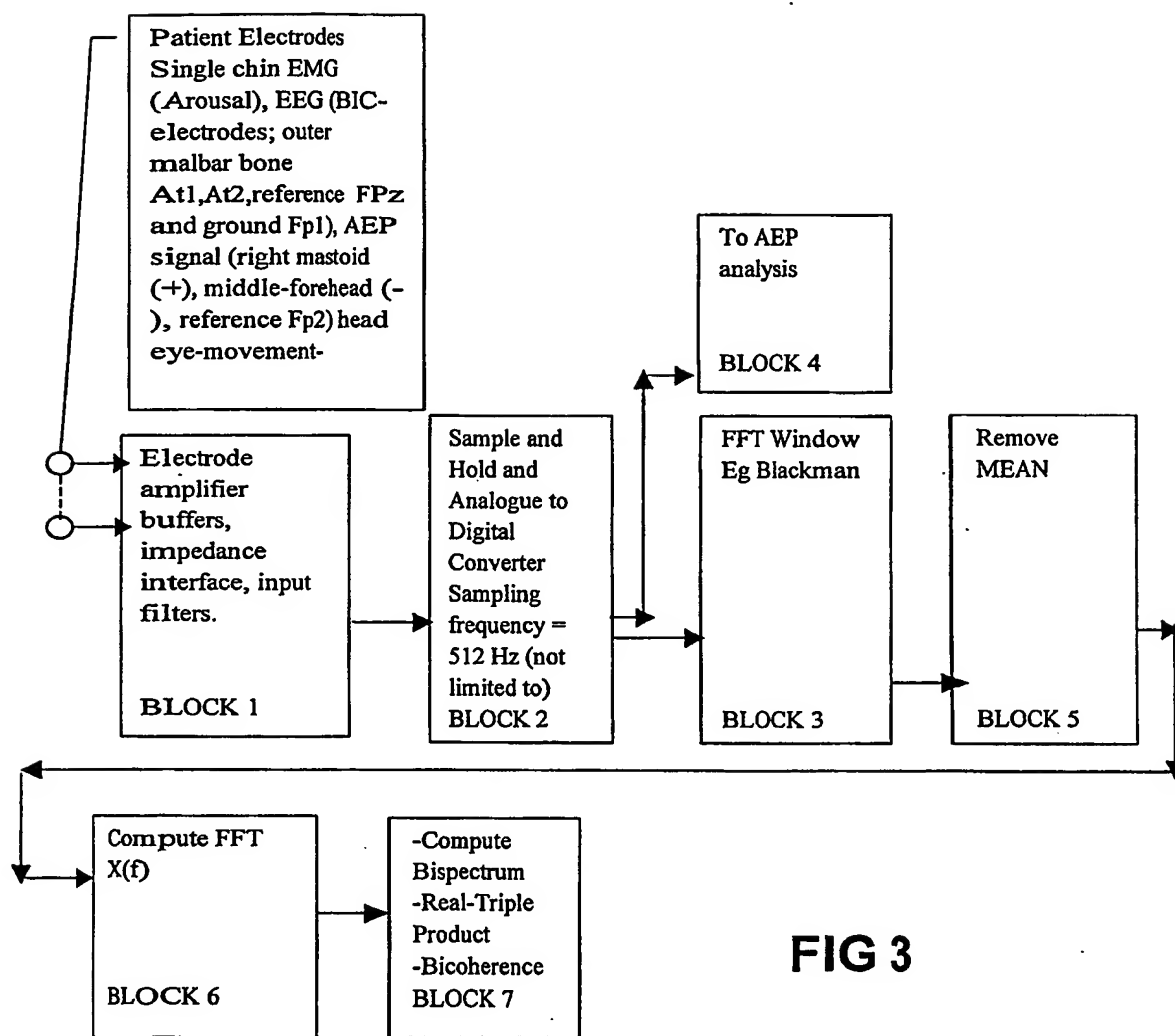 Patient Electrodes
Single chin EMG
(Arousal), EEG (BIC-
electrodes; outer
malbar bone
At1,At2,reference FPz
and ground Fp1), AEP
signal (right mastoid
(+), middle-forehead (-
), reference Fp2) head
eye-movement-
To AEP
analysis
BLOCK 4
Electrode
amplifier
buffers,
impedance
interface, input
filters.
BLOCK 1
Sample and
Hold and
Analogue to
Digital
Converter
Sampling
frequency =
512 Hz (not
limited to)
BLOCK 2
FFT Window
Eg Blackman
BLOCK 3
Remove
MEAN
BLOCK 5
Compute FFT
X(f)
BLOCK 6
-Compute
Bispectrum
-Real-Triple
Product
-Bicoherence
BLOCK 7
FIG 3